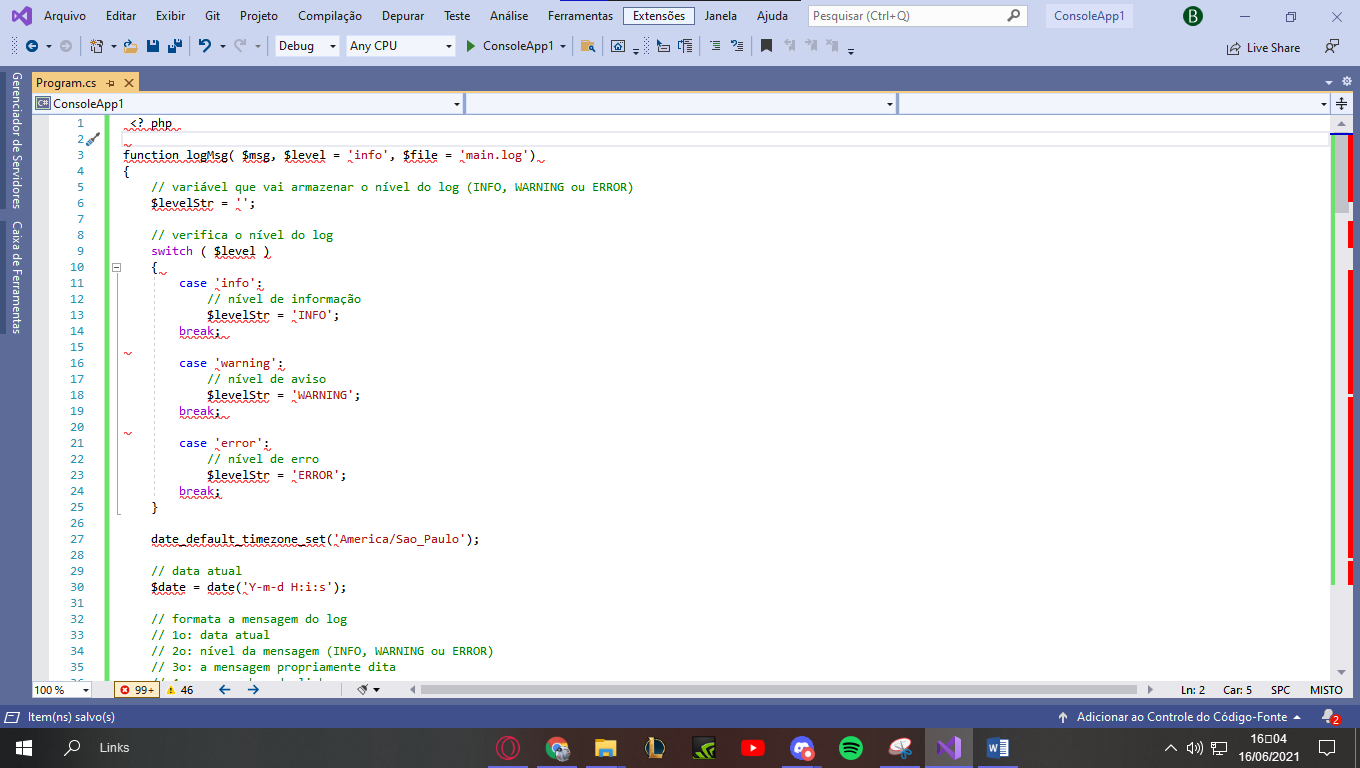 Arquivo Editar Exibir Git Projeto Compilação Depurar Teste Análise Ferramentas Extensões Janela Ajuda Pesquisar (Ctrl+Q) ConsoleApp1 B
Debug Any CPU ConsoleApp1 Live Share
Gerenciador de Servidores
Caixa de Ferramentas
Program.cs
C# ConsoleApp1
1 <? php
2
3 function logMsg( $msg, $level = 'info', $file = 'main.log')
4 {
5 // variável que vai armazenar o nível do log (INFO, WARNING ou ERROR)
6 $levelStr = '';
7
8 // verifica o nível do log
9 switch ( $level )
10 {
11 case 'info':
12 // nível de informação
13 $levelStr = 'INFO';
14 break;
15
16 case 'warning':
17 // nível de aviso
18 $levelStr = 'WARNING';
19 break;
20
21 case 'error':
22 // nível de erro
23 $levelStr = 'ERROR';
24 break;
25 }
26
27 date_default_timezone_set('America/Sao_Paulo');
28
29 // data atual
30 $date = date('Y-m-d H:i:s');
31
32 // formata a mensagem do log
33 // 1o: data atual
34 // 2o: nível da mensagem (INFO, WARNING ou ERROR)
35 // 3o: a mensagem propriamente dita
100 % 99+ 46 Ln: 2 Car: 5 SPC MISTO
Item(ns) salvo(s) Adicionar ao Controle do Código-Fonte 2
Links 16□04
16/06/2021